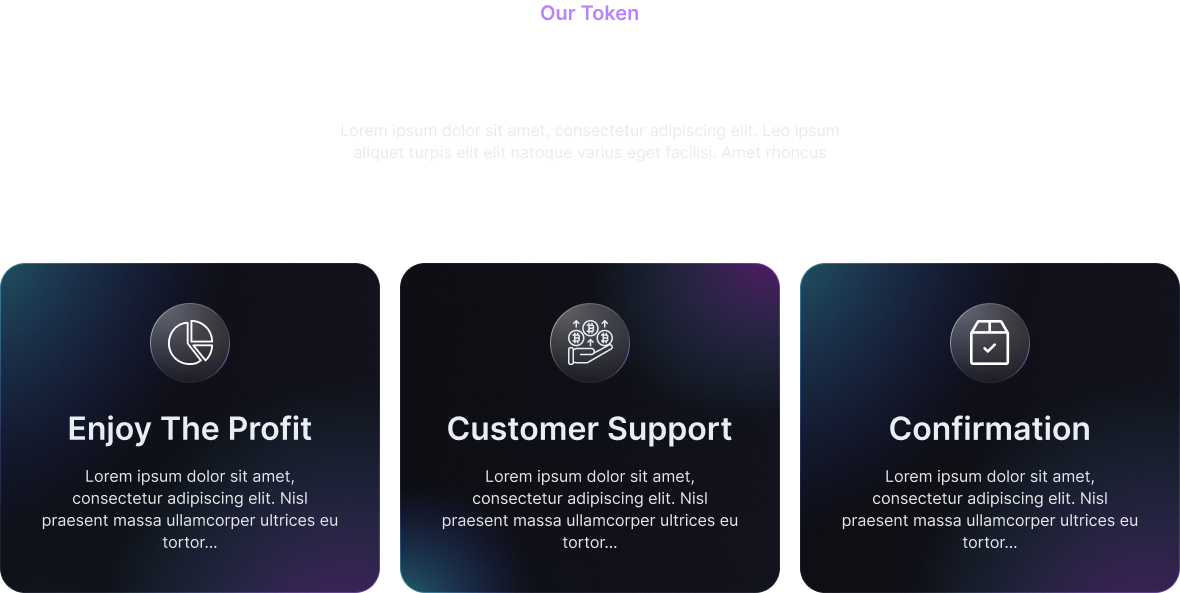 Our Token
Lorem ipsum dolor sit amet, consectetur adipiscing elit. Leo ipsum
aliquet turpis elit elit natoque varius eget facilisi. Amet rhoncus
Enjoy The Profit
Lorem ipsum dolor sit amet,
consectetur adipiscing elit. Nisl
praesent massa ullamcorper ultrices eu
tortor...
Customer Support
Lorem ipsum dolor sit amet,
consectetur adipiscing elit. Nisl
praesent massa ullamcorper ultrices eu
tortor...
Confirmation
Lorem ipsum dolor sit amet,
consectetur adipiscing elit. Nisl
praesent massa ullamcorper ultrices eu
tortor...